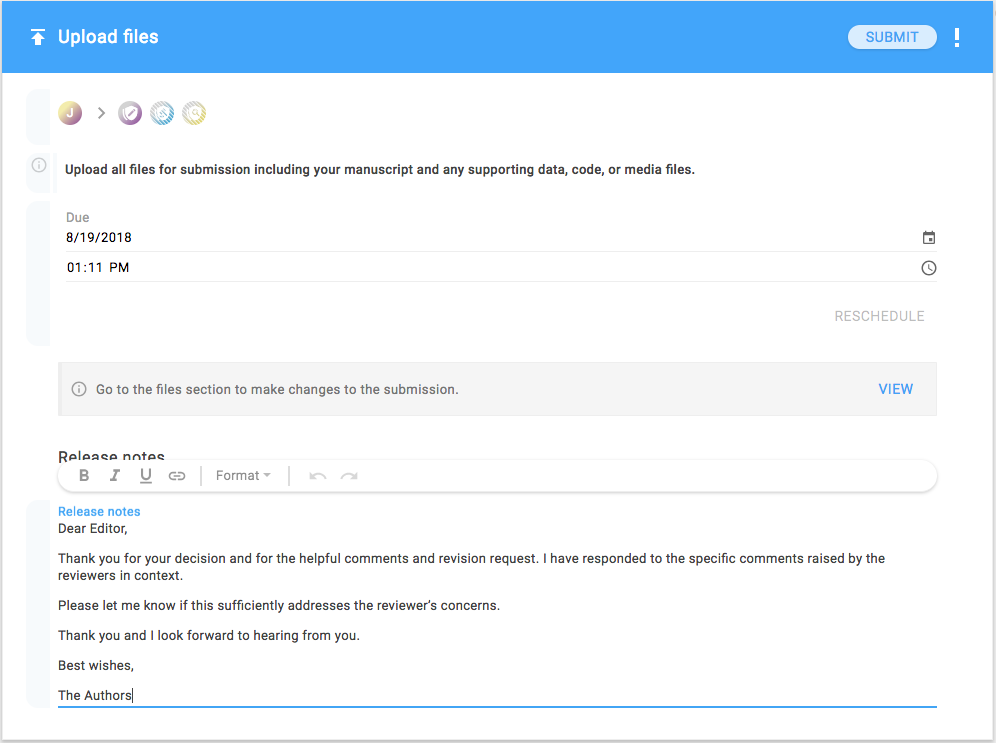 Upload files
SUBMIT
J
Upload all files for submission including your manuscript and any supporting data, code, or media files.
Due
8/19/2018
01:11 PM
RESCHEDULE
Go to the files section to make changes to the submission.
VIEW
Release notes
B I U
Format
Release notes
Dear Editor,
Thank you for your decision and for the helpful comments and revision request. I have responded to the specific comments raised by the
reviewers in context.
Please let me know if this sufficiently addresses the reviewer’s concerns.
Thank you and I look forward to hearing from you.
Best wishes,
The Authors